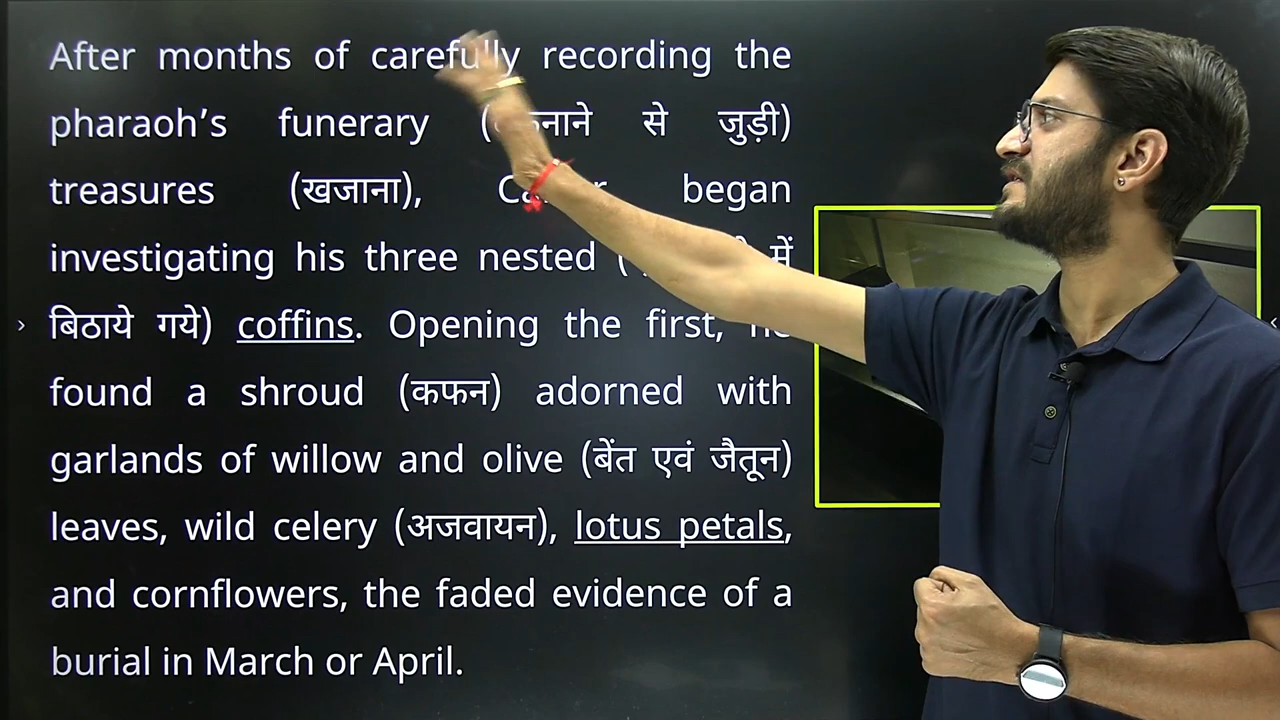 After months of carefully recording the
pharaoh’s funerary से जुड़ी)
treasures (खजाना), began
investigating his three nested में
बिठाये गये) coffins. Opening the first,
found a shroud (कफन) adorned with
garlands of willow and olive (बेंत एवं जैतून)
leaves, wild celery (अजवायन), lotus petals,
and cornflowers, the faded evidence of a
burial in March or April.